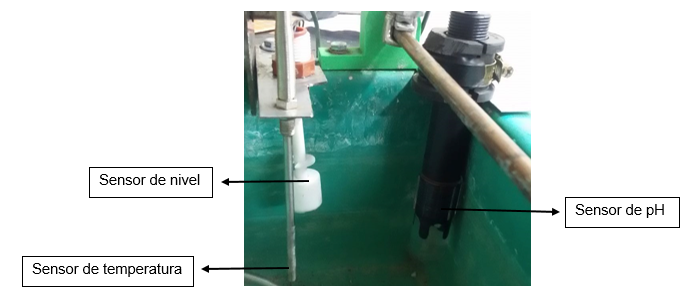 Sensor de nivel
Sensor de pH
Sensor de temperatura